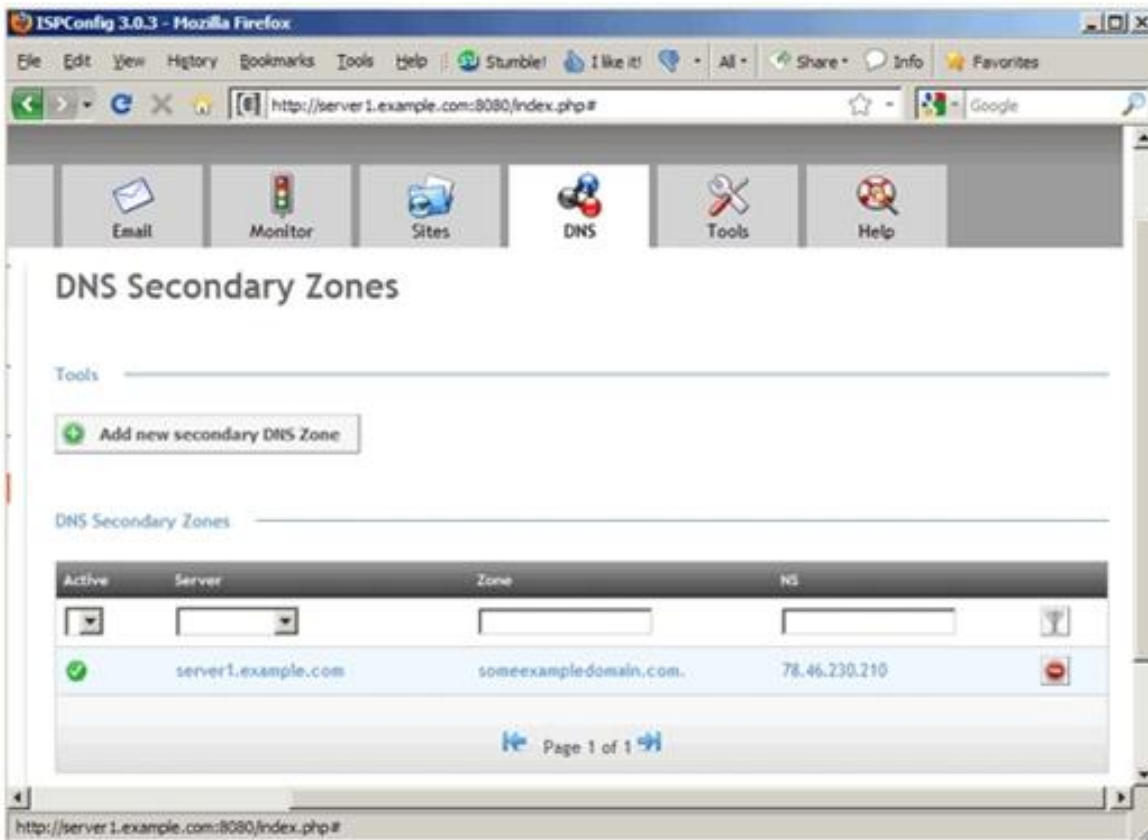 ISPConfig 3.0.3 - Mozilla Firefox
File Edit View History Bookmarks Tools Help Stumble! I like it! All Share Info Favorites
http://server1.example.com:8080/index.php# Google
Email Monitor Sites DNS Tools Help
DNS Secondary Zones
Tools
Add new secondary DNS Zone
DNS Secondary Zones
Active Server Zone NS
server1.example.com someexampledomain.com. 78.46.230.210
Page 1 of 1
http://server1.example.com:8080/index.php#